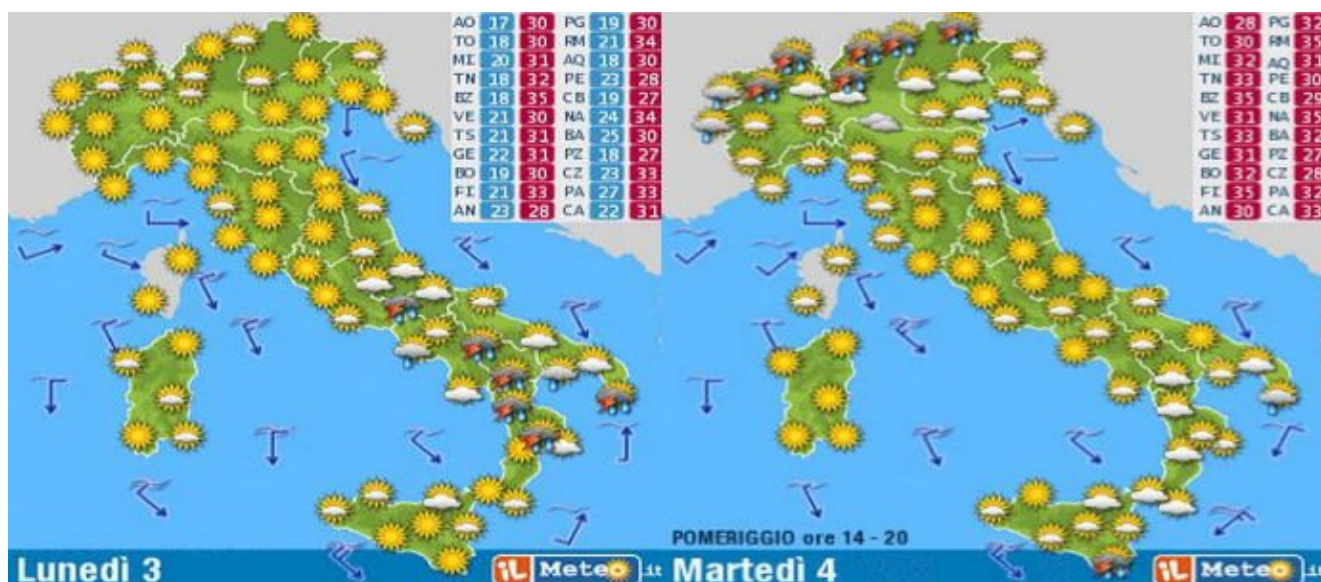 AO 17 30 PG 19 30
TO 18 30 RM 21 34
MI 20 31 AQ 18 30
TN 18 32 PE 23 28
BZ 18 35 CB 19 27
VE 21 30 NA 24 34
TS 21 31 BA 25 30
GE 22 31 PZ 18 27
BO 19 30 CZ 23 33
FI 21 33 PA 27 33
AN 23 28 CA 22 31
Lunedì 3
iL Meteo.it
AO 28 PG 32
TO 30 RM 35
MI 32 AQ 31
TN 33 PE 30
BZ 35 CB 29
VE 31 NA 35
TS 33 BA 32
GE 31 PZ 27
BO 32 CZ 28
FI 35 PA 32
AN 30 CA 33
POMERIGGIO ore 14 - 20
Martedì 4
iL Meteo.it